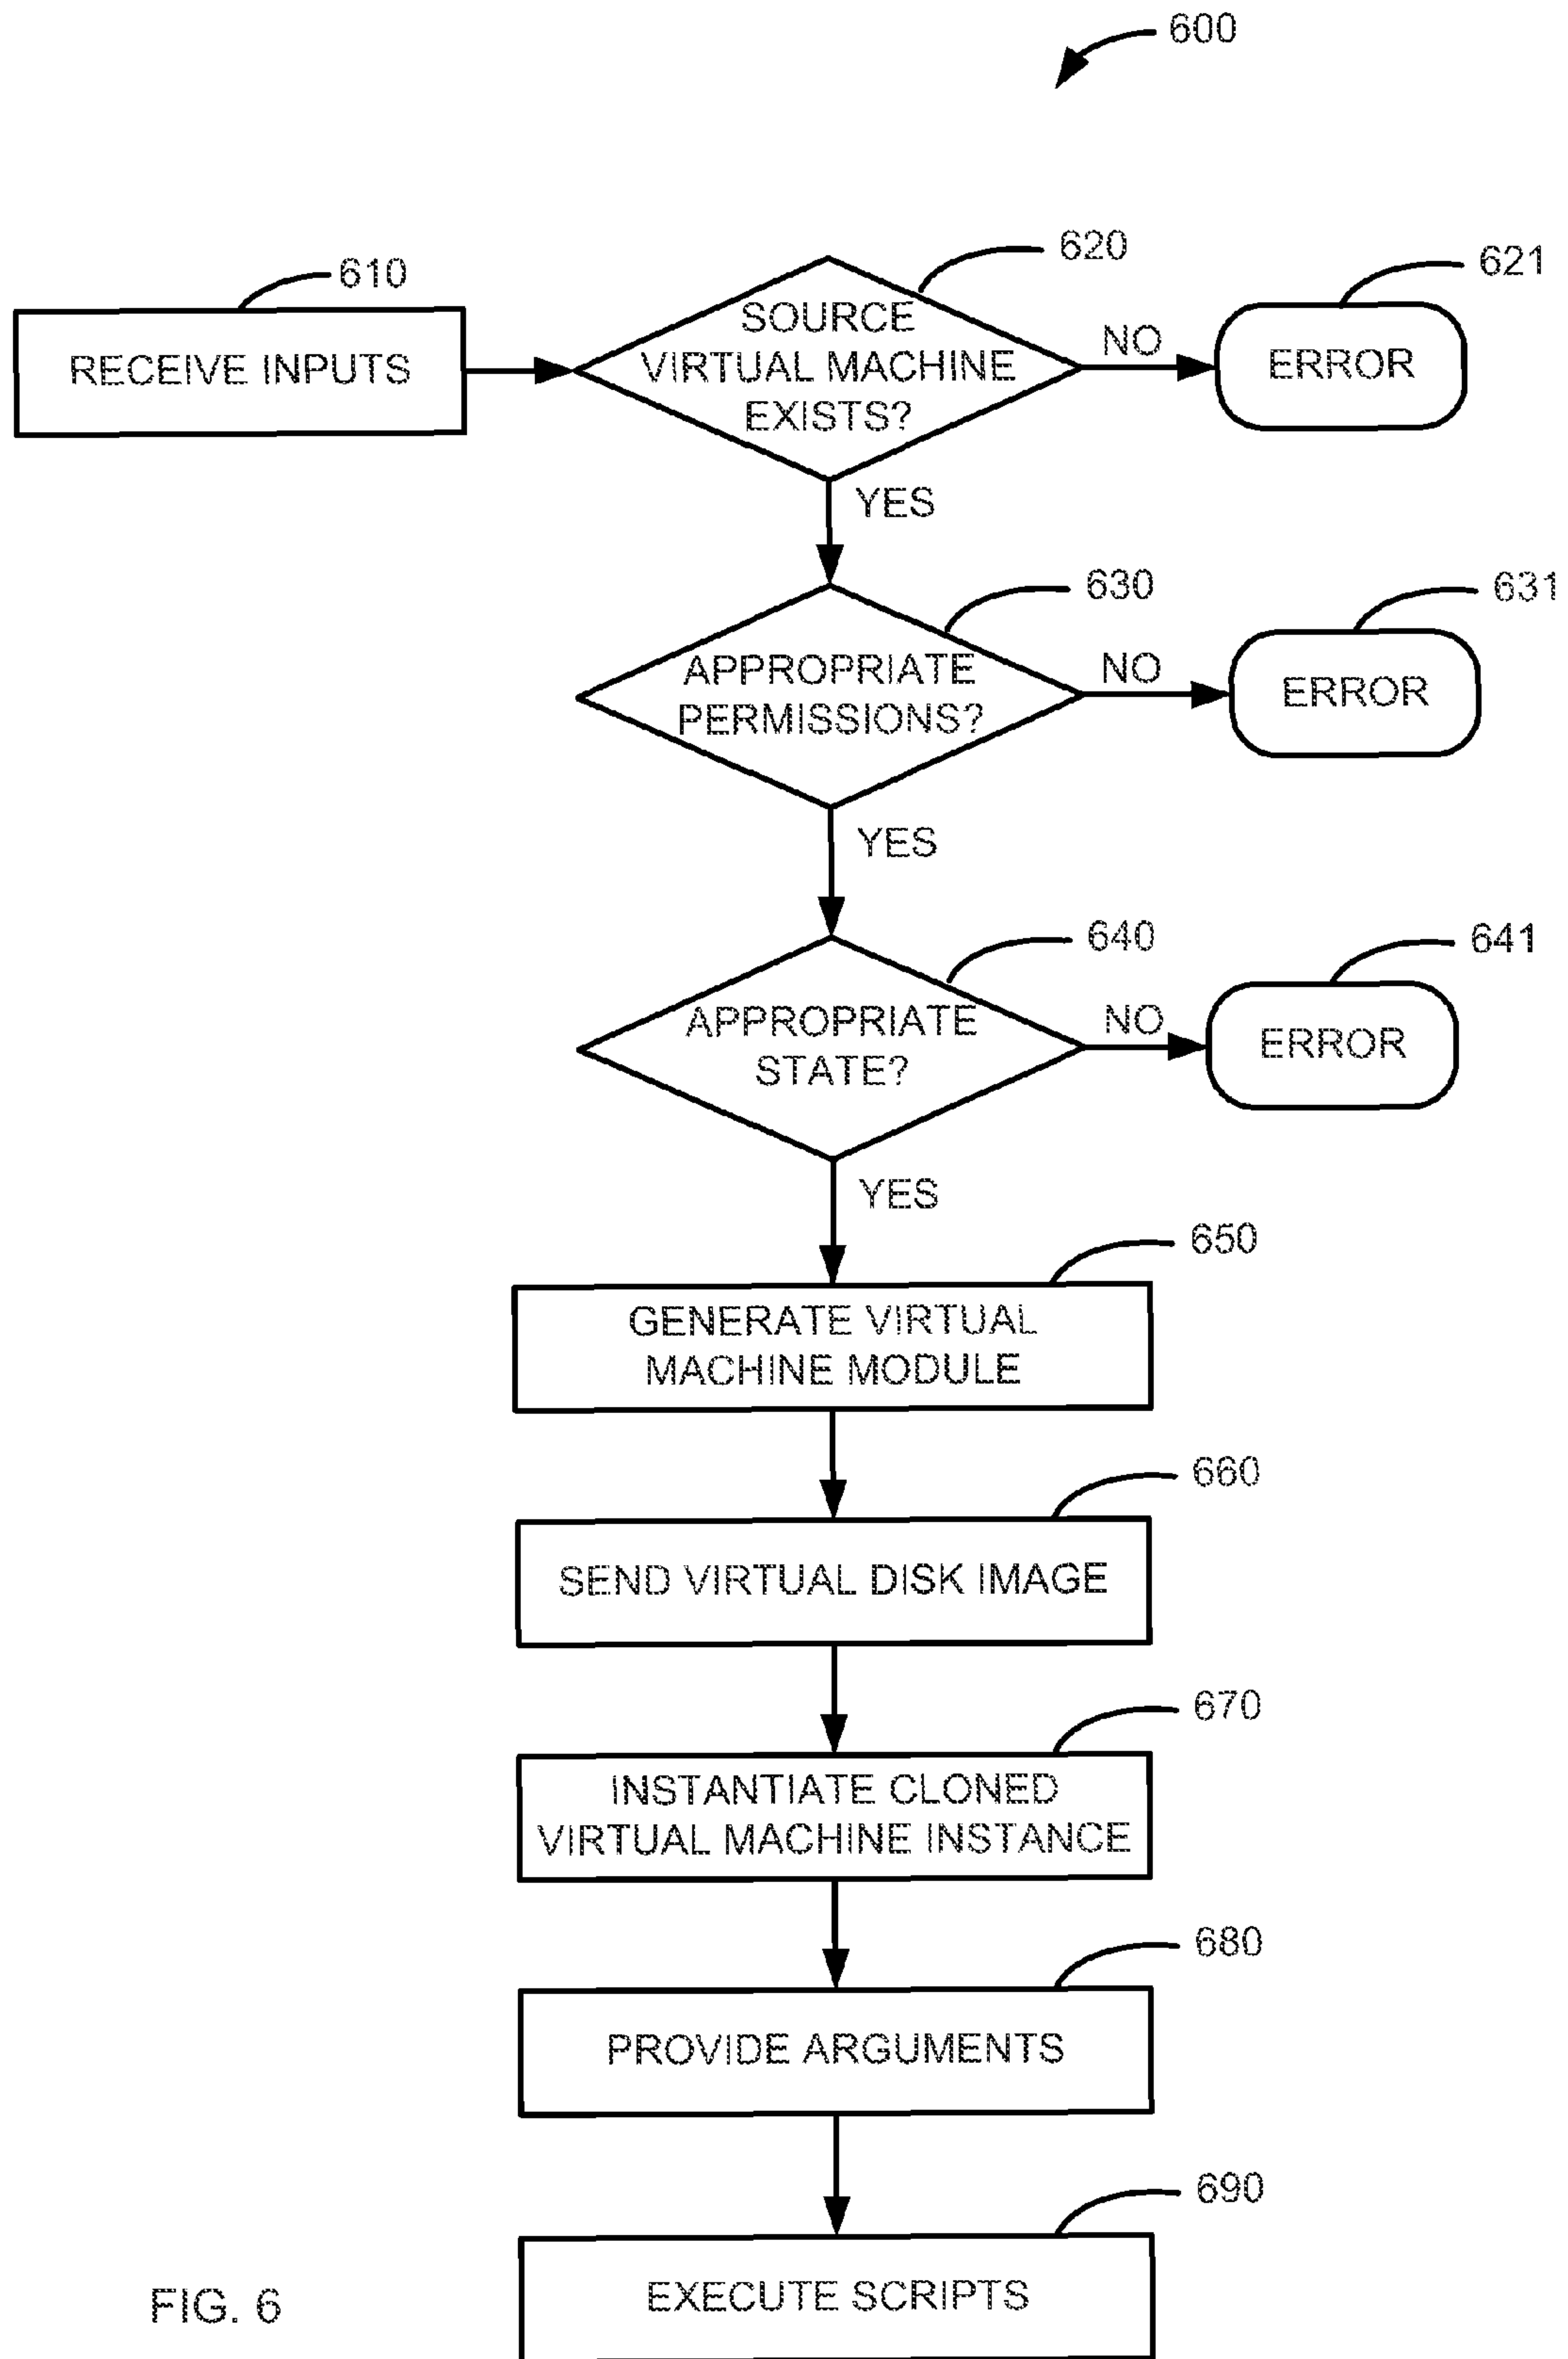 600
610
RECEIVE INPUTS
620
SOURCE
VIRTUAL MACHINE
EXISTS?
NO
621
ERROR
YES
630
APPROPRIATE
PERMISSIONS?
NO
631
ERROR
YES
640
APPROPRIATE
STATE?
NO
641
ERROR
YES
650
GENERATE VIRTUAL
MACHINE MODULE
660
SEND VIRTUAL DISK IMAGE
670
INSTANTIATE CLONED
VIRTUAL MACHINE INSTANCE
680
PROVIDE ARGUMENTS
690
EXECUTE SCRIPTS
FIG. 6